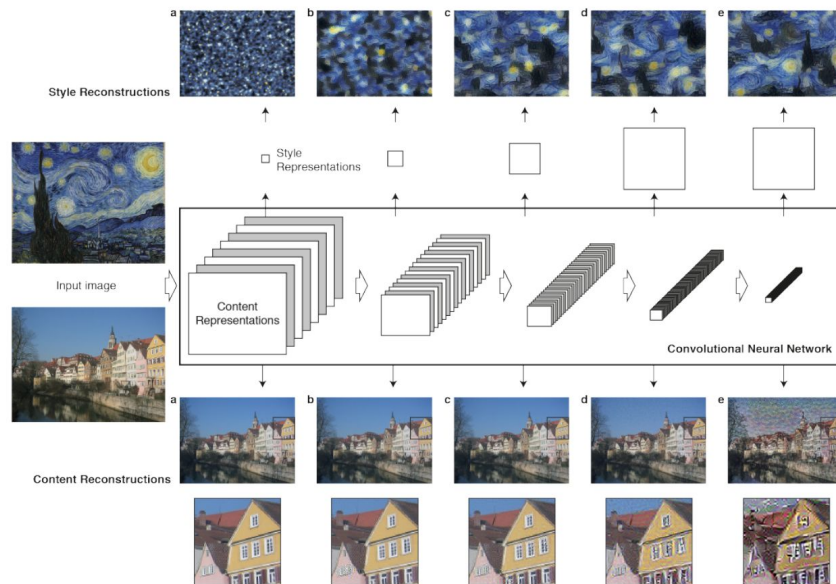 a
b
c
d
e
Style Reconstructions
Style
Representations
Input image
Content
Representations
Convolutional Neural Network
a
b
c
d
e
Content Reconstructions